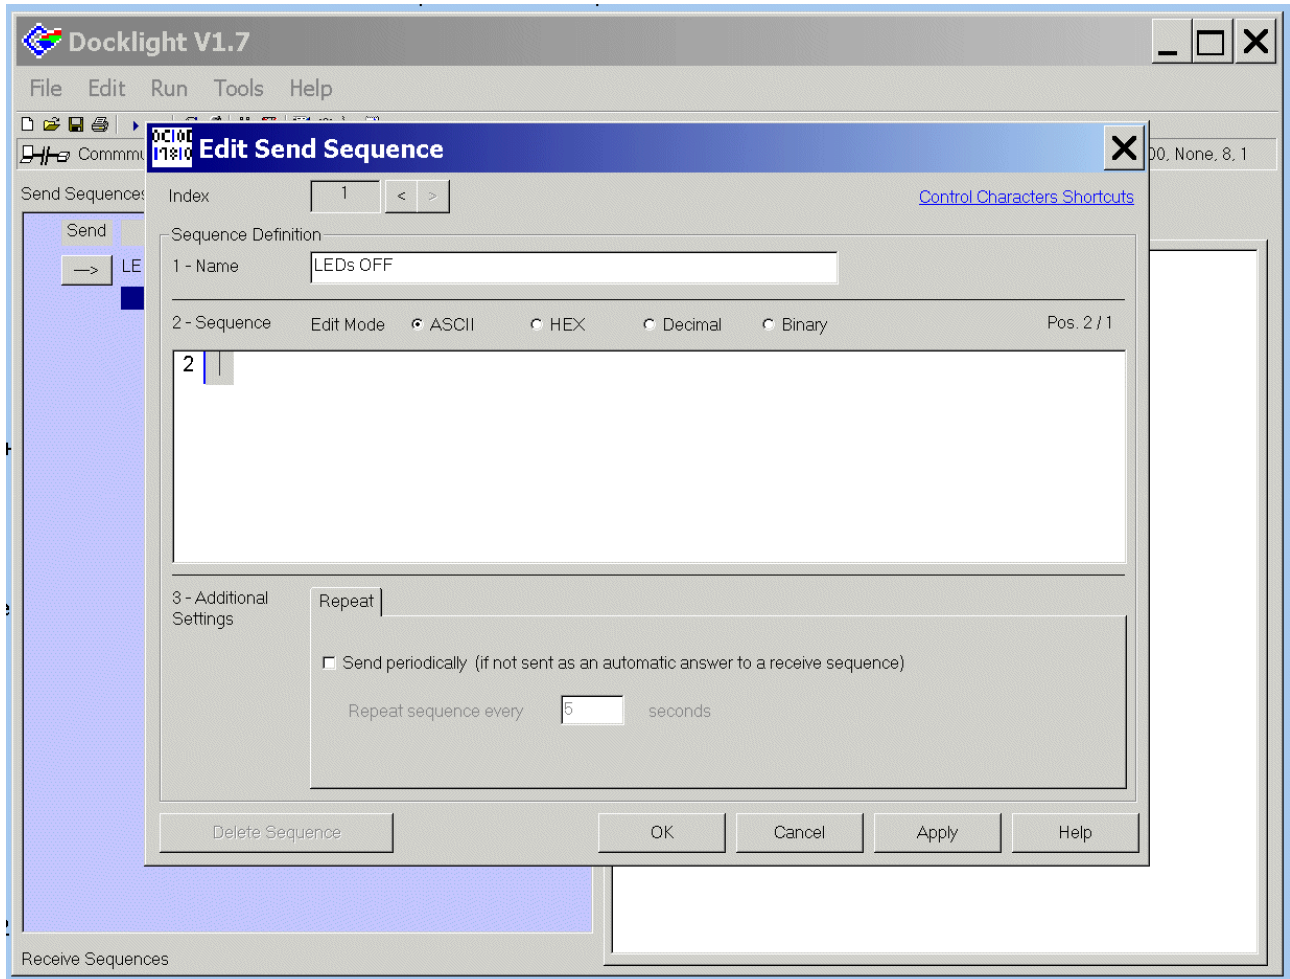 Docklight V1.7
File Edit Run Tools Help
Edit Send Sequence
Commmu
00, None, 8, 1
Send Sequences
Index 1 < > Control Characters Shortcuts
Send
Sequence Definition
---> LE
1 - Name LEDs OFF
2 - Sequence Edit Mode ASCII HEX Decimal Binary Pos. 2 / 1
2
3 - Additional Settings
Repeat
Send periodically (if not sent as an automatic answer to a receive sequence)
Repeat sequence every 5 seconds
Delete Sequence OK Cancel Apply Help
Receive Sequences